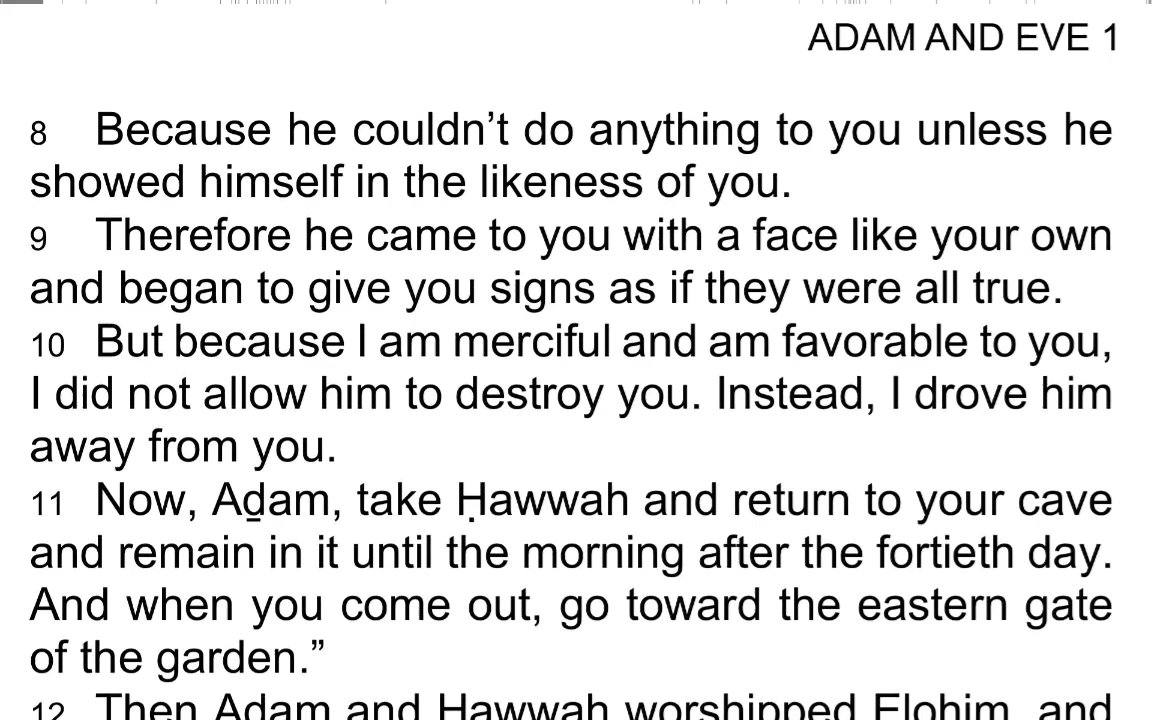 ADAM AND EVE 1
8 Because he couldn’t do anything to you unless he
showed himself in the likeness of you.
9 Therefore he came to you with a face like your own
and began to give you signs as if they were all true.
10 But because I am merciful and am favorable to you,
I did not allow him to destroy you. Instead, I drove him
away from you.
11 Now, Aḏam, take Ḥawwah and return to your cave
and remain in it until the morning after the fortieth day.
And when you come out, go toward the eastern gate
of the garden.”
12 Then Adam and Hawwah worshipped Elohim, and